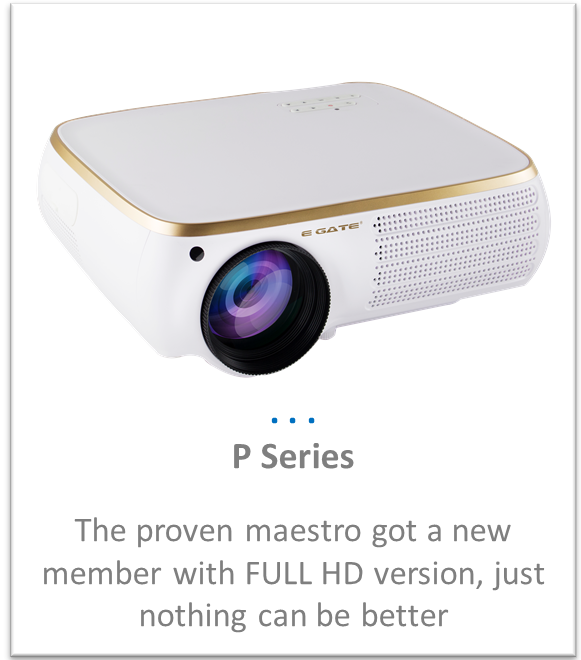 E GATE®
P Series
The proven maestro got a new
member with FULL HD version, just
nothing can be better